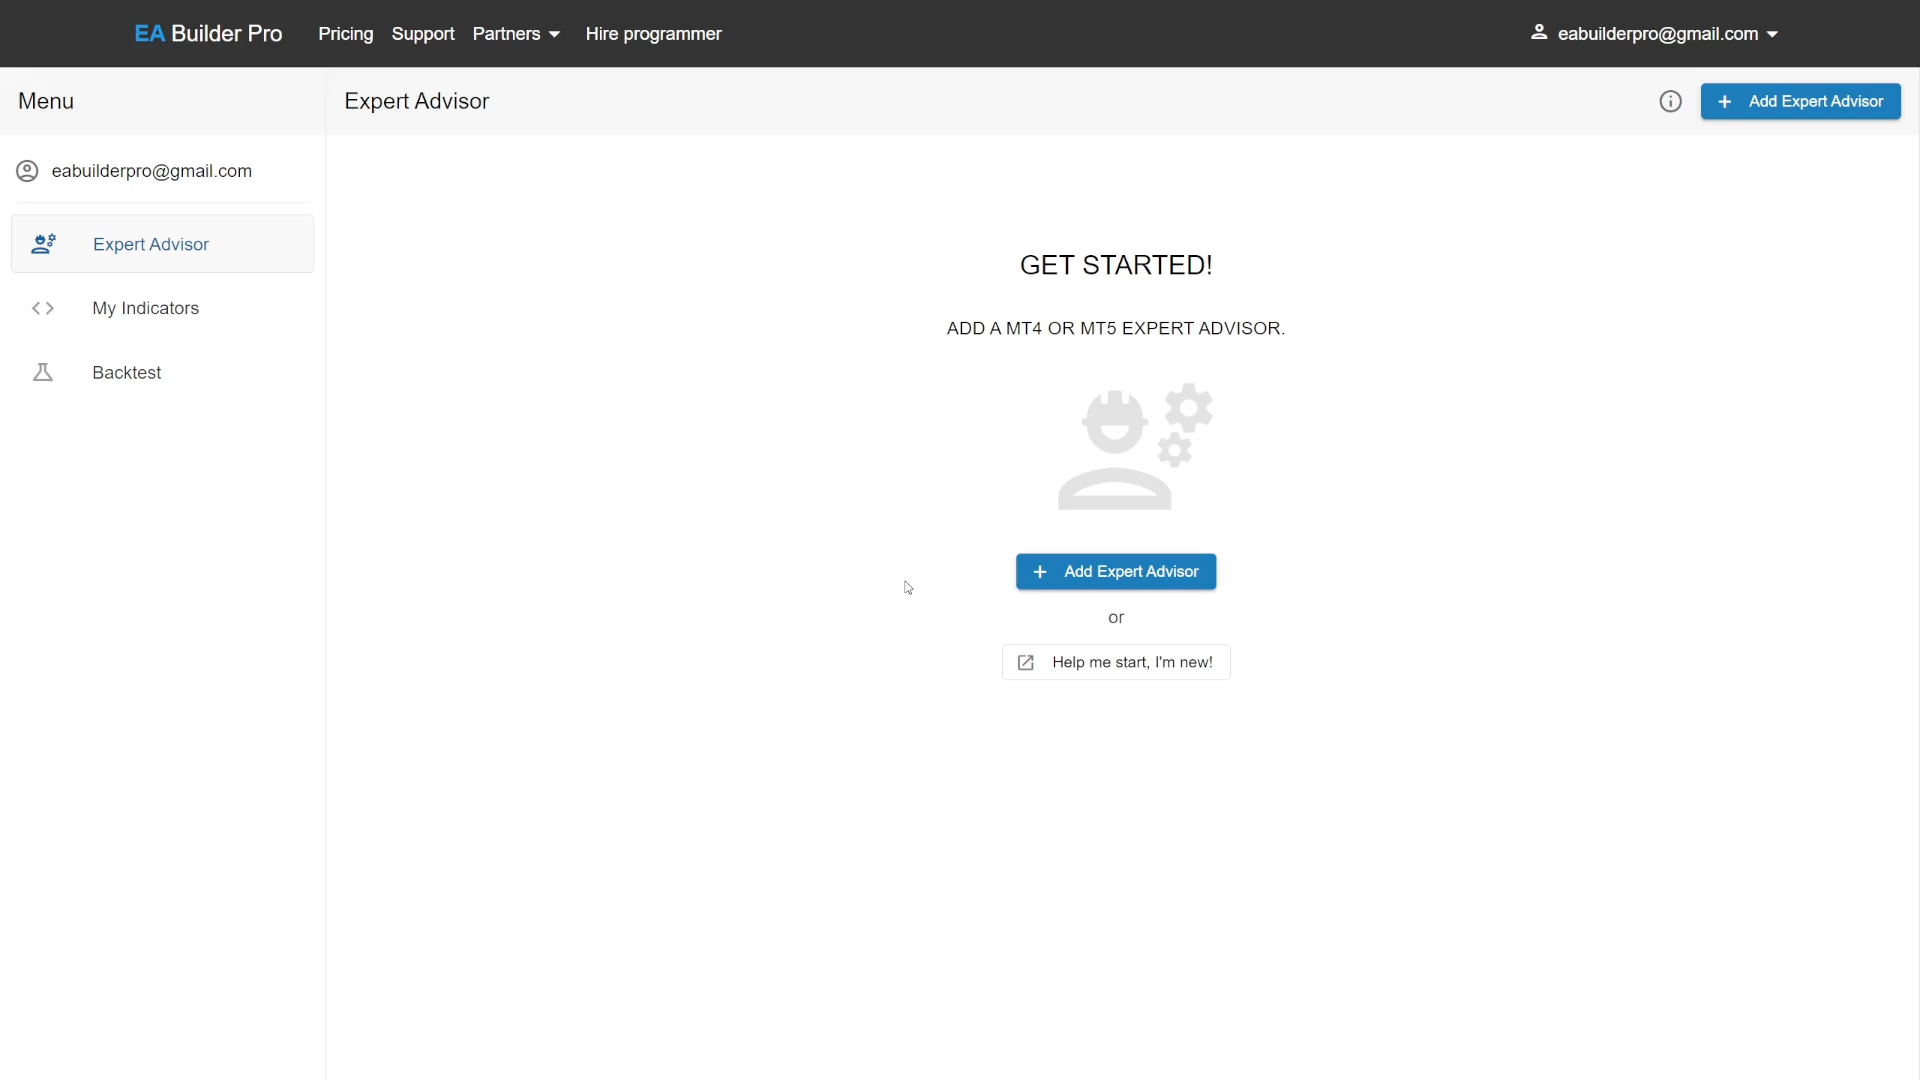 EA Builder Pro Pricing Support Partners Hire programmer eabuilderpro@gmail.com
Menu
Expert Advisor
Add Expert Advisor
eabuilderpro@gmail.com
Expert Advisor
My Indicators
Backtest
GET STARTED!
ADD A MT4 OR MT5 EXPERT ADVISOR.
Add Expert Advisor
or
Help me start, I'm new!